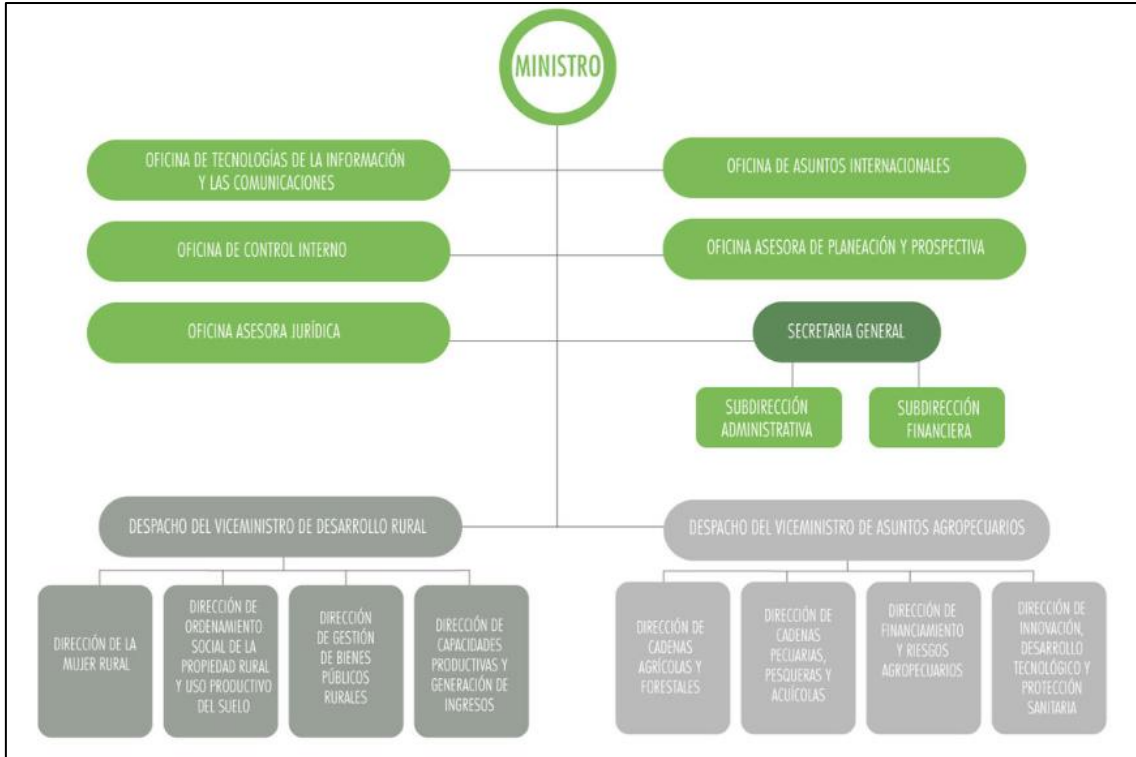 MINISTRO
OFICINA DE TECNOLOGÍAS DE LA INFORMACIÓN
Y LAS COMUNICACIONES
OFICINA DE ASUNTOS INTERNACIONALES
OFICINA DE CONTROL INTERNO
OFICINA ASESORA DE PLANEACIÓN Y PROSPECTIVA
OFICINA ASESORA JURÍDICA
SECRETARIA GENERAL
SUBDIRECCIÓN
ADMINISTRATIVA
SUBDIRECCIÓN
FINANCIERA
DESPACHO DEL VICEMINISTRO DE DESARROLLO RURAL
DESPACHO DEL VICEMINISTRO DE ASUNTOS AGROPECUARIOS
DIRECCIÓN DE LA
MUJER RURAL
DIRECCIÓN DE
ORDENAMIENTO
SOCIAL DE LA
PROPIEDAD RURAL
Y USO PRODUCTIVO
DEL SUELO
DIRECCIÓN
DE GESTIÓN
DE BIENES
PÚBLICOS
RURALES
DIRECCIÓN DE
CAPACIDADES
PRODUCTIVAS Y
GENERACIÓN DE
INGRESOS
DIRECCIÓN DE
CADENAS
AGRÍCOLAS Y
FORESTALES
DIRECCIÓN DE
CADENAS
PECUARIAS,
PESQUERAS Y
ACUÍCOLAS
DIRECCIÓN DE
FINANCIAMIENTO
Y RIESGOS
AGROPECUARIOS
DIRECCIÓN DE
INNOVACIÓN,
DESARROLLO
TECNOLÓGICO Y
PROTECCIÓN
SANITARIA